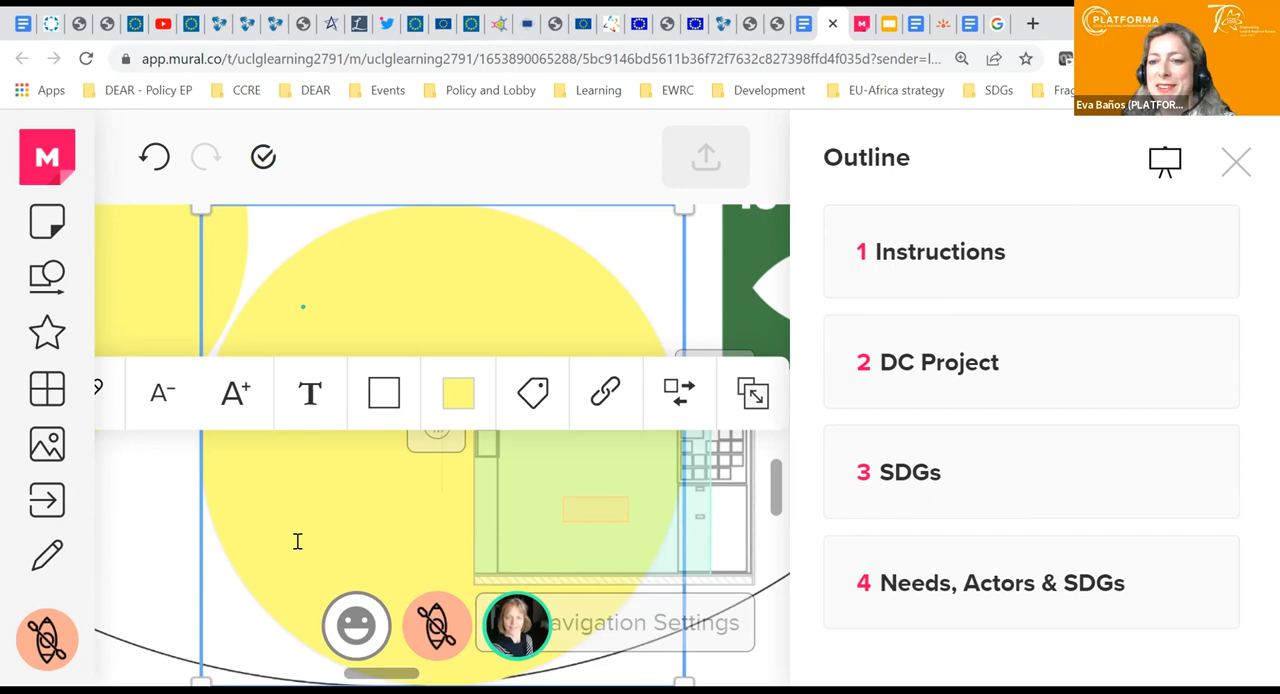 PLATFORMA
Eva Baños (PLATFOR...
app.mural.co/t/uclglearning2791/m/uclglearning2791/1653890065288/5bc9146bd5611b36f72f7632c827398ffd4f035d?sender=l...
Apps
DEAR - Policy EP
CCRE
DEAR
Events
Policy and Lobby
Learning
EWRC
Development
EU-Africa strategy
SDGs
M
Outline
1 Instructions
2 DC Project
3 SDGs
4 Needs, Actors & SDGs
A-
A+
T
avigation Settings